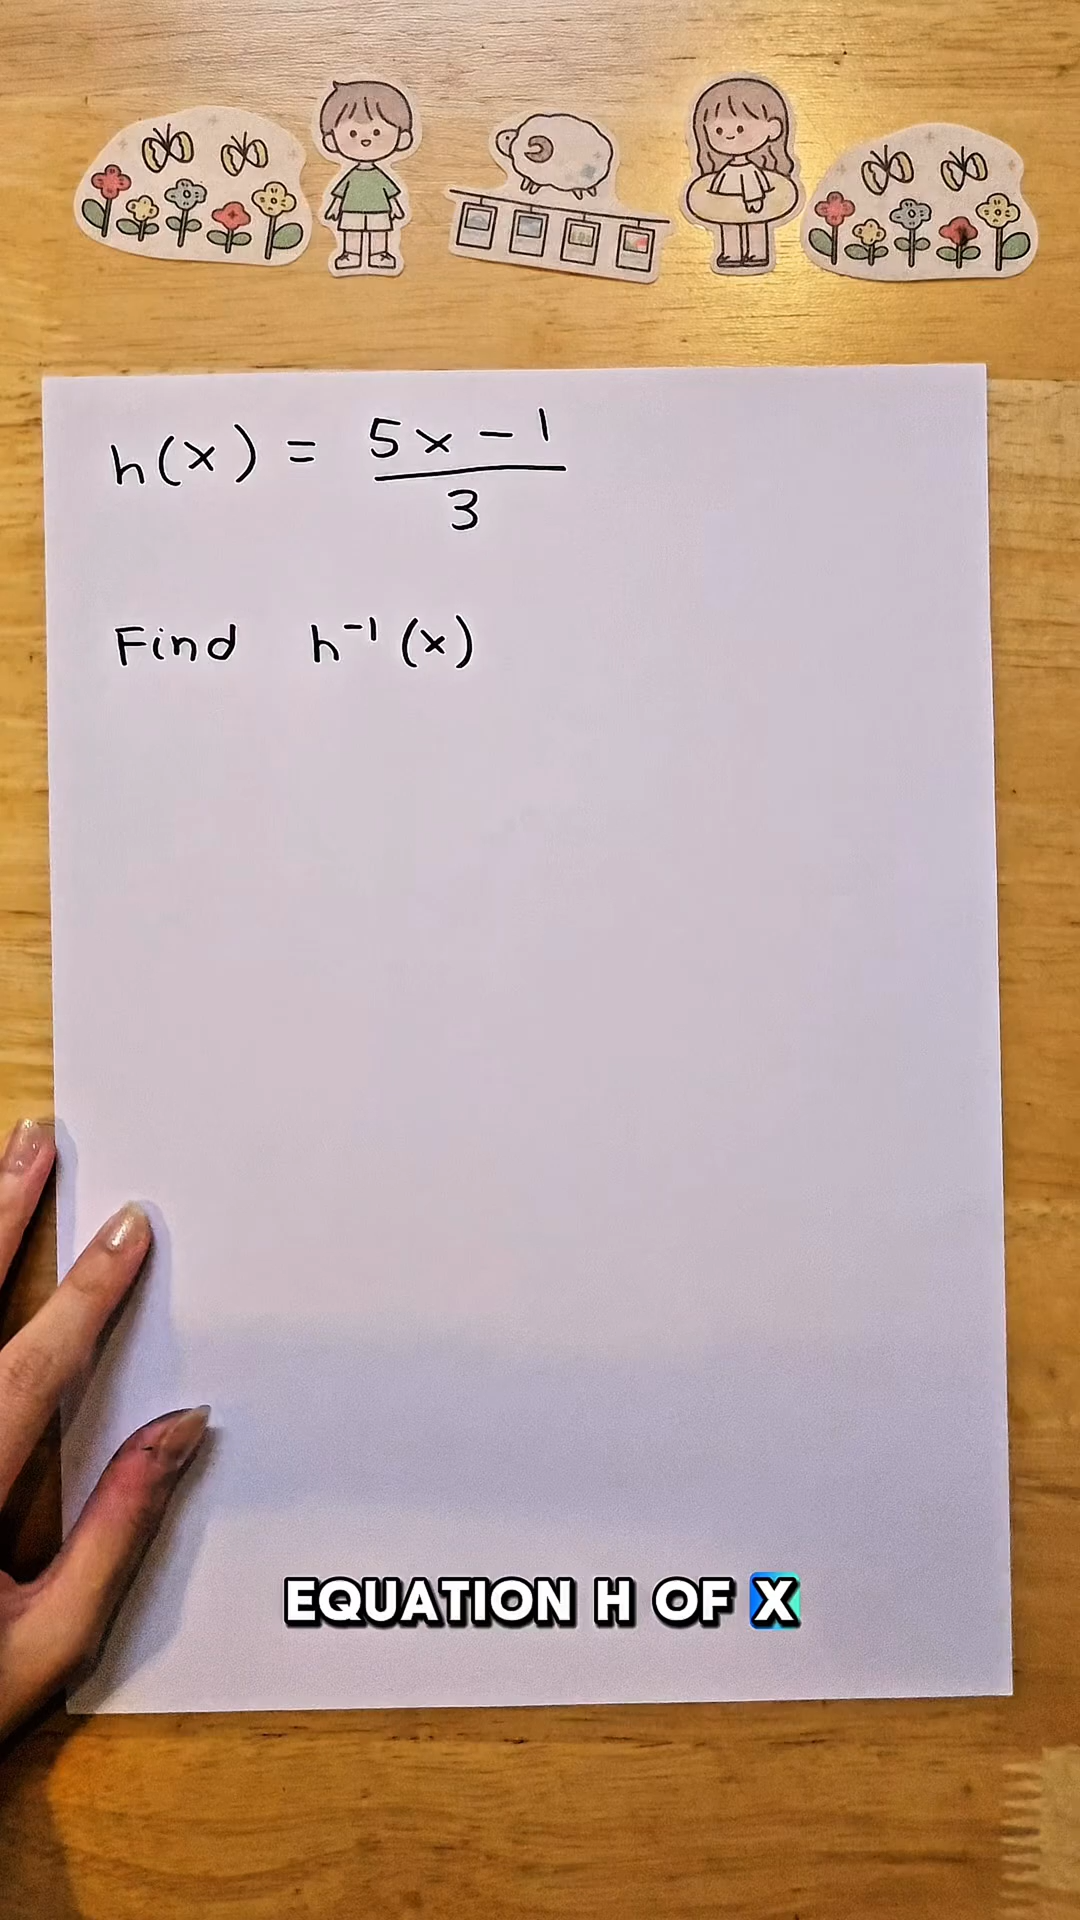 h(x) = 5x - 1
3
Find h⁻¹(x)
EQUATION H OF X